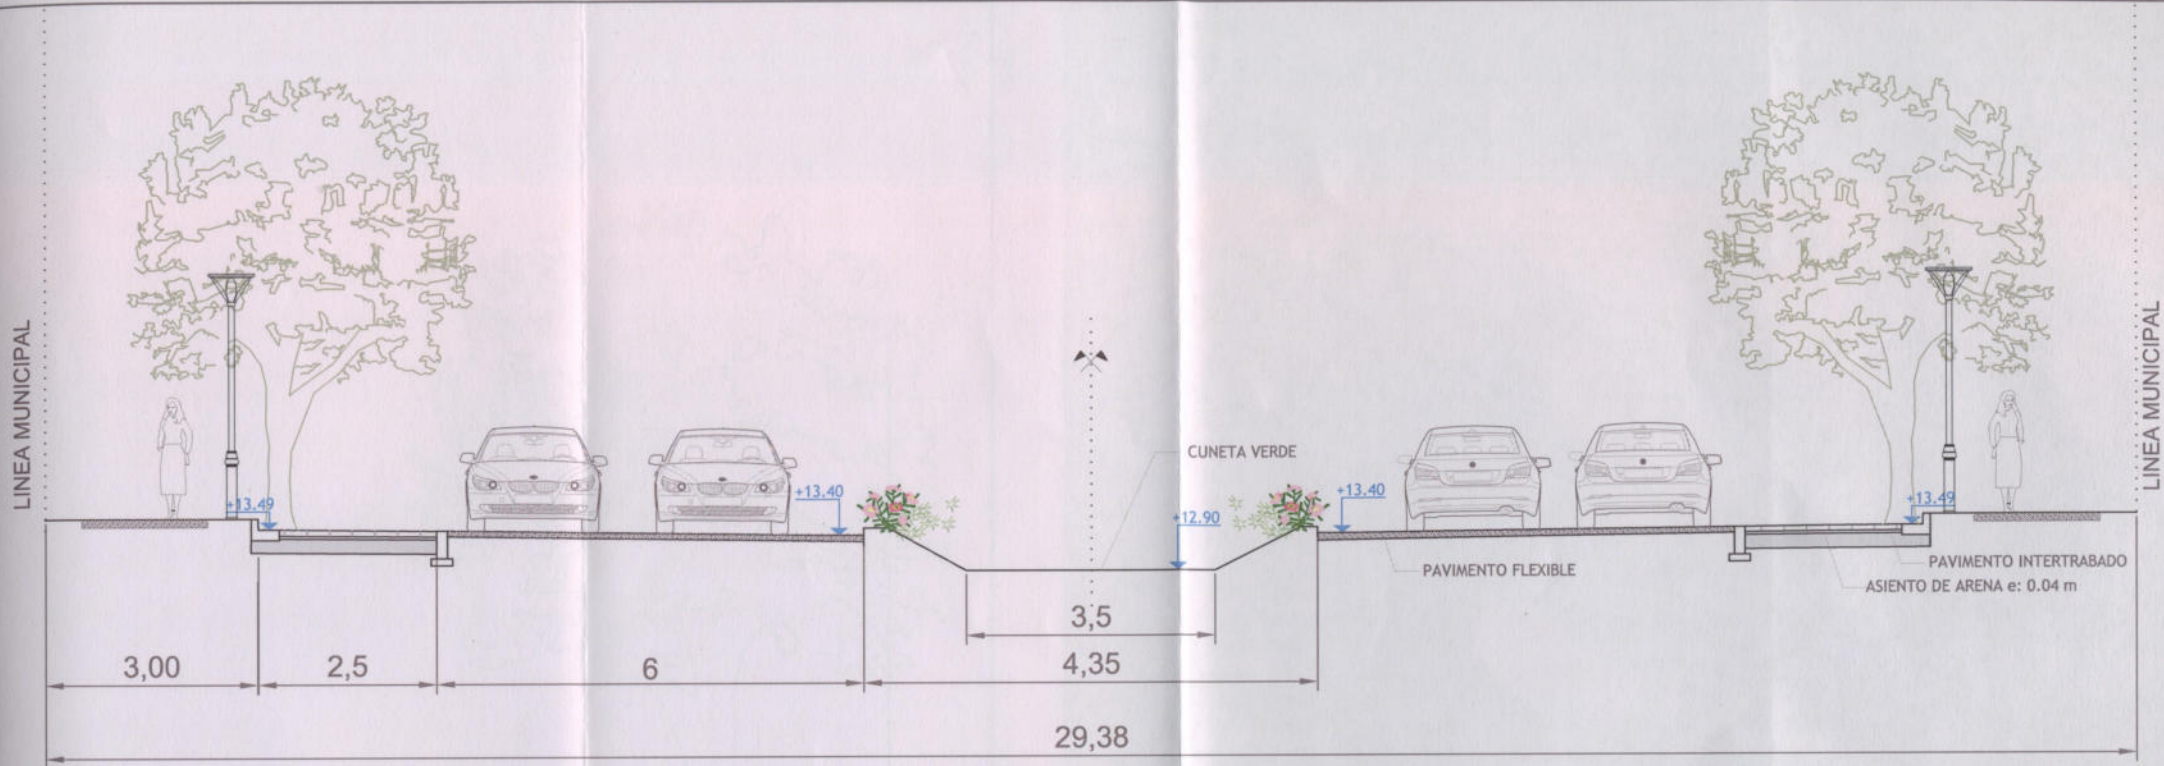 LINEA MUNICIPAL
LINEA MUNICIPAL
CUNETA VERDE
+13.49
+13.40
+12.90
+13.40
+13.49
PAVIMENTO FLEXIBLE
PAVIMENTO INTERTRABADO
ASIENTO DE ARENA e: 0.04 m
3,5
3,00
2,5
6
4,35
29,38